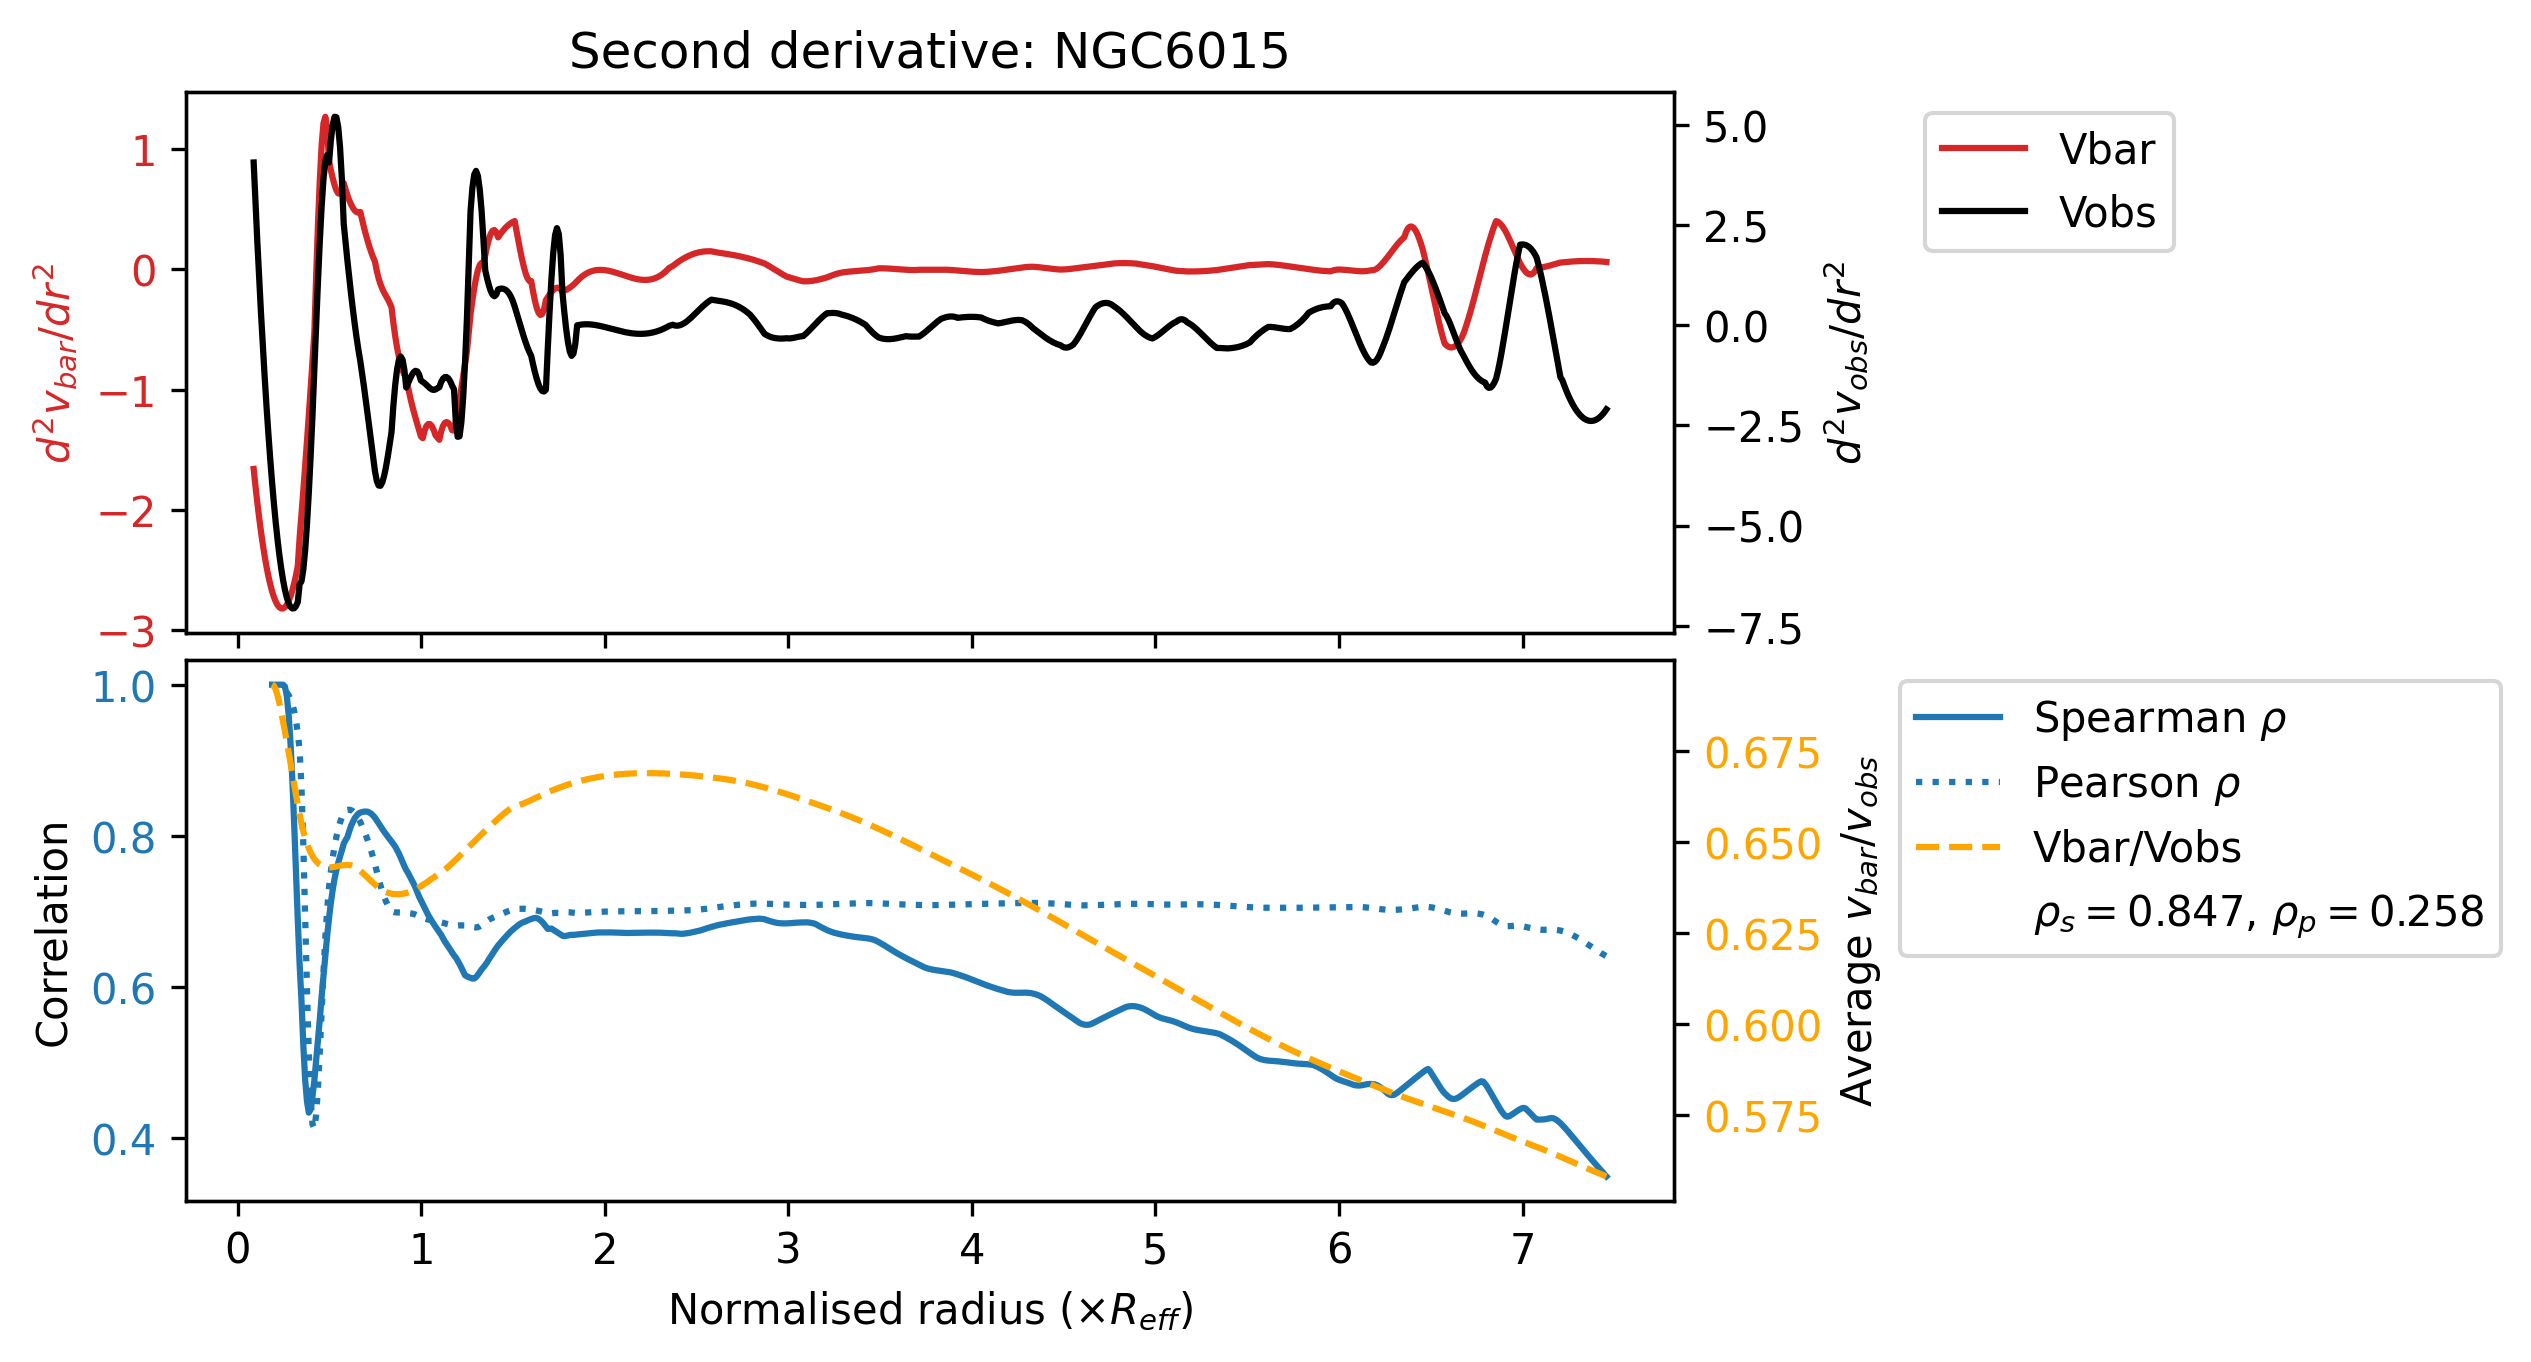 Second derivative: NGC6015
1
0
−1
−2
−3
d²v_bar/dr²
5.0
2.5
0.0
−2.5
−5.0
−7.5
d²v_obs/dr²
Vbar
Vobs
1.0
0.8
0.6
0.4
Correlation
0.675
0.650
0.625
0.600
0.575
Average v_bar/v_obs
Spearman ρ
Pearson ρ
Vbar/Vobs
ρ_s = 0.847, ρ_p = 0.258
0 1 2 3 4 5 6 7
Normalised radius (×R_eff)